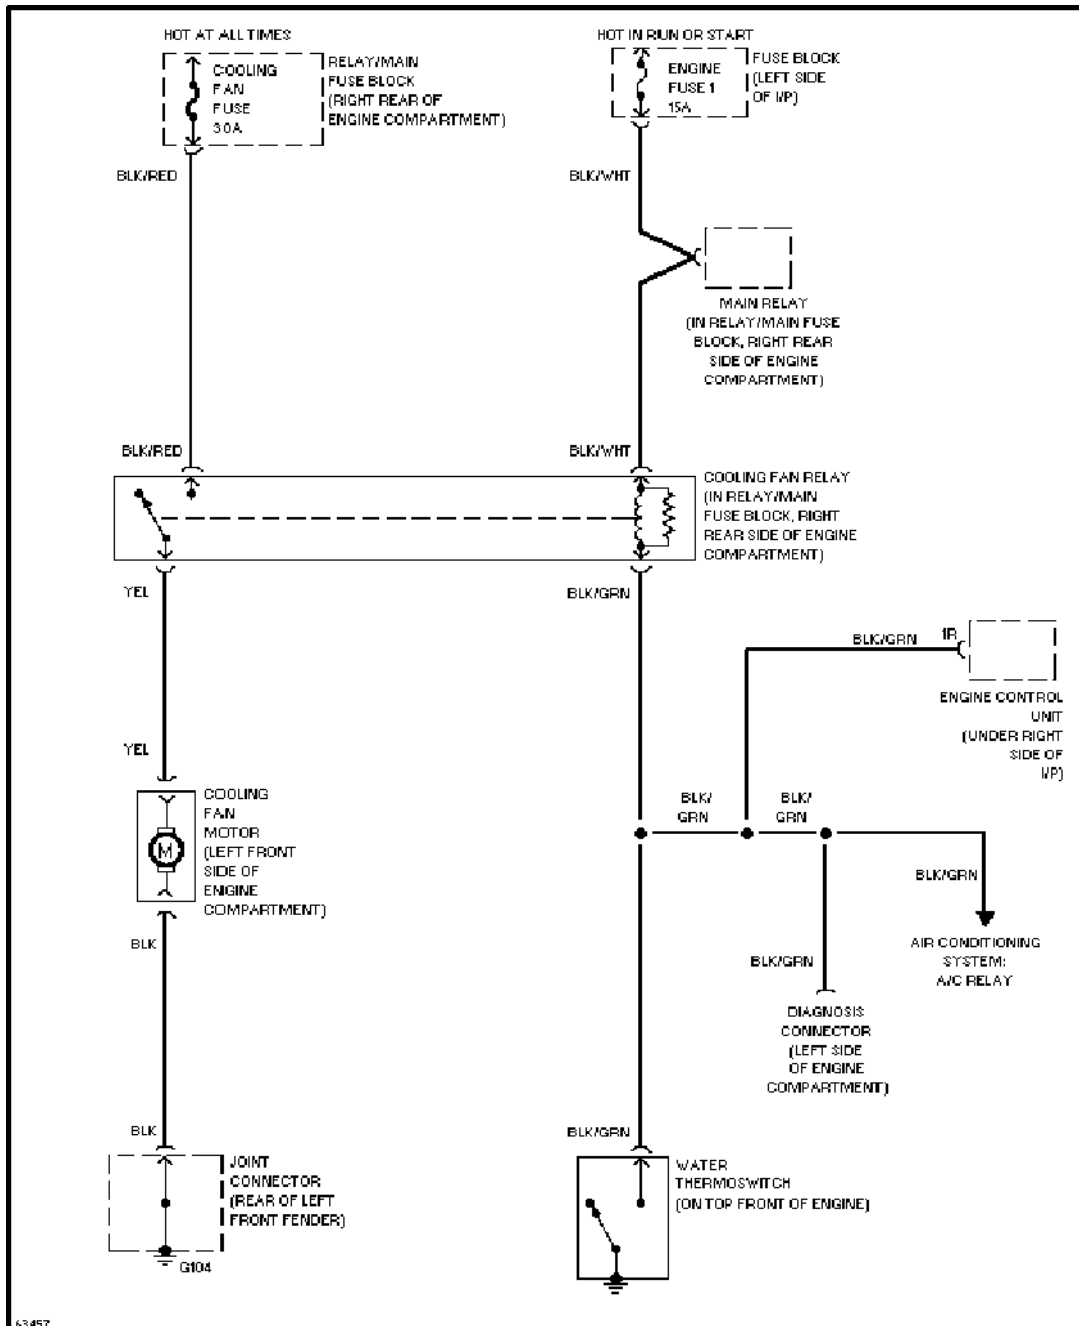 HOT AT ALL TIMES
COOLING
FAN
FUSE
30A
RELAY/MAIN
FUSE BLOCK
(RIGHT REAR OF
ENGINE COMPARTMENT)
HOT IN RUN OR START
ENGINE
FUSE 1
15A
FUSE BLOCK
(LEFT SIDE
OF I/P)
BLK/RED
BLK/WHT
MAIN RELAY
(IN RELAY/MAIN FUSE
BLOCK, RIGHT REAR
SIDE OF ENGINE
COMPARTMENT)
BLK/RED
BLK/WHT
COOLING FAN RELAY
(IN RELAY/MAIN
FUSE BLOCK, RIGHT
REAR SIDE OF ENGINE
COMPARTMENT)
YEL
BLK/GRN
BLK/GRN
1R
ENGINE CONTROL
UNIT
(UNDER RIGHT
SIDE OF
I/P)
YEL
COOLING
FAN
MOTOR
(LEFT FRONT
SIDE OF
ENGINE
COMPARTMENT)
M
BLK/
GRN
BLK/
GRN
BLK/GRN
BLK
BLK/GRN
AIR CONDITIONING
SYSTEM:
A/C RELAY
DIAGNOSIS
CONNECTOR
(LEFT SIDE
OF ENGINE
COMPARTMENT)
BLK
BLK/GRN
JOINT
CONNECTOR
(REAR OF LEFT
FRONT FENDER)
G104
WATER
THERMOSWITCH
(ON TOP FRONT OF ENGINE)
63457